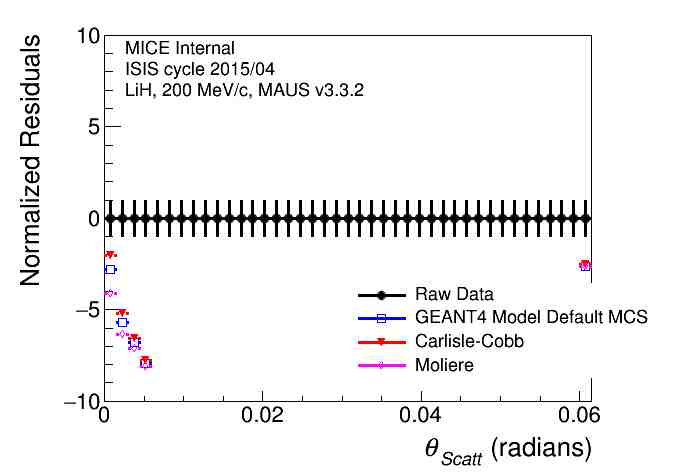 Normalized Residuals
10
5
0
−5
−10
MICE Internal
ISIS cycle 2015/04
LiH, 200 MeV/c, MAUS v3.3.2
Raw Data
GEANT4 Model Default MCS
Carlisle-Cobb
Moliere
0 0.02 0.04 0.06
θ_Scatt (radians)